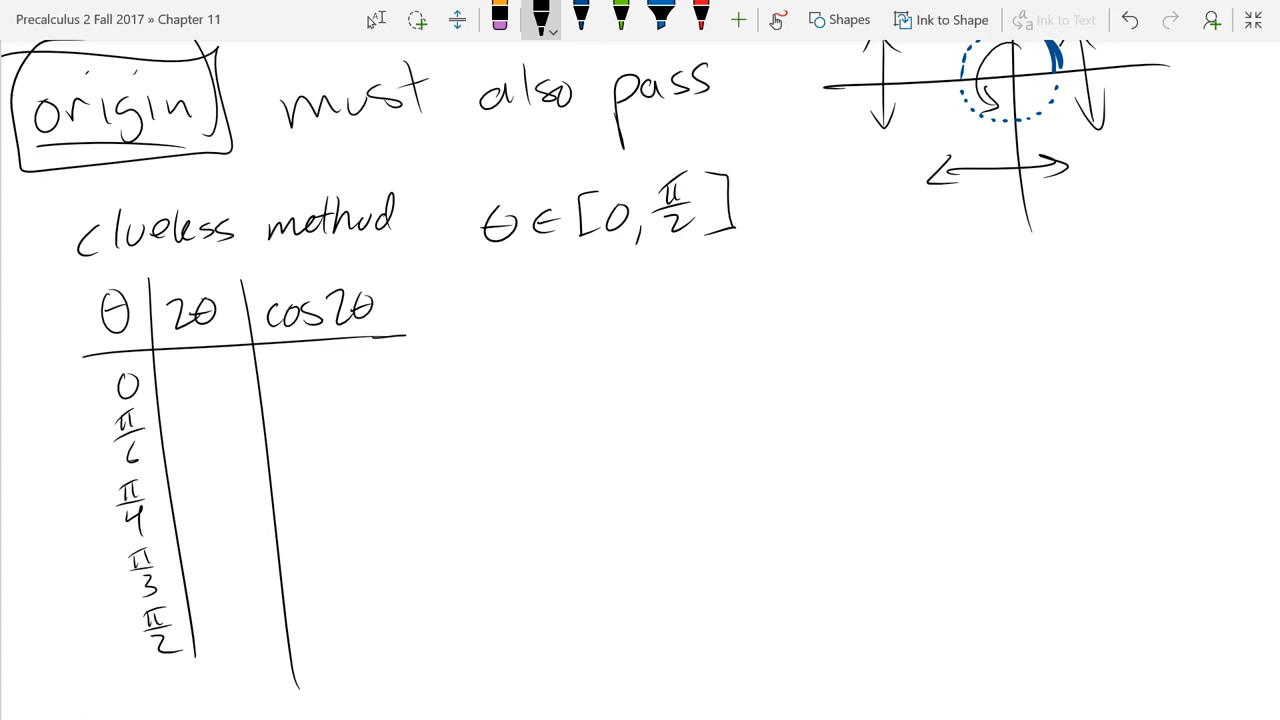 Precalculus 2 Fall 2017 » Chapter 11
Shapes
Ink to Shape
Ink to Text
origin must also pass
clueless method θ ∈ [0, π/2]
θ 2θ cos2θ
0
π/6
π/4
π/3
π/2